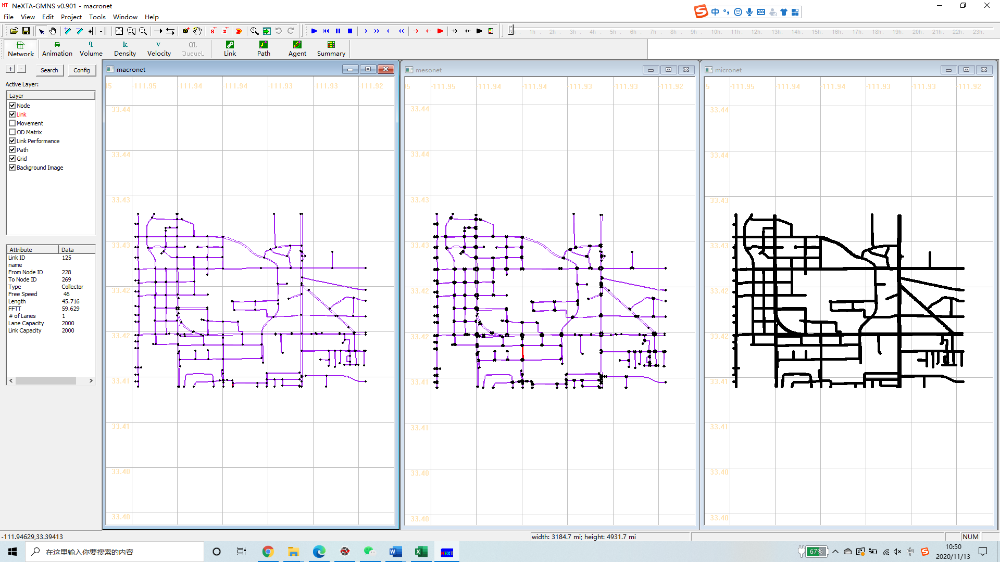 NeXTA-GMNS v0.901 - macronet
File View Edit Project Tools Window Help
中
1h. 2h. 3h. 4h. 5h. 6h. 7h. 8h. 9h. 10h. 11h. 12h. 13h. 14h. 15h. 16h. 17h. 18h. 19h. 20h. 21h. 22h. 23h.
Network Animation Volume Density Velocity QueueL Link Path Agent Summary
+ - Search Config
Active Layer:
Layer
Node
Link
Movement
OD Matrix
Link Performance
Path
Grid
Background Image
Attribute Data
Link ID 125
name
From Node ID 228
To Node ID 269
Type Collector
Free Speed 46
Length 45.716
FFTT 59.629
# of Lanes 1
Lane Capacity 2000
Link Capacity 2000
macronet
5 -111.95 -111.94 -111.94 -111.93 -111.93 -111.92
33.44
33.44
33.43
33.43
33.42
33.42
33.41
33.41
33.40
33.40
mesonet
5 -111.95 -111.94 -111.94 -111.93 -111.93 -111.92
33.44
33.44
33.43
33.43
33.42
33.42
33.41
33.41
33.40
33.40
micronet
5 -111.95 -111.94 -111.94 -111.93 -111.93 -111.92
33.44
33.44
33.43
33.43
33.42
33.42
33.41
33.41
33.40
33.40
-111.94629,33.39413
width: 3184.7 mi; height: 4931.7 mi
NUM
在这里输入你要搜索的内容
NEXT
67%
中
10:50
2020/11/13